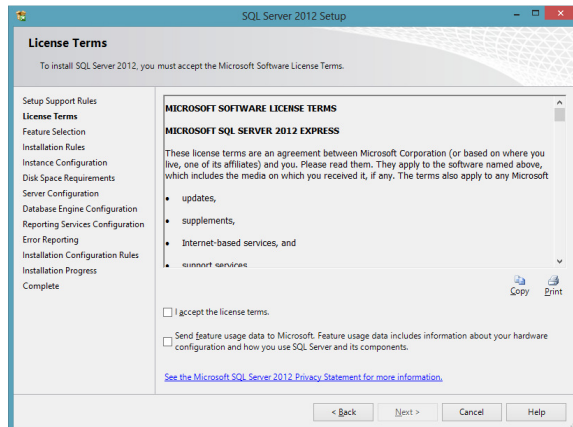 SQL Server 2012 Setup
License Terms
To install SQL Server 2012, you must accept the Microsoft Software License Terms.
Setup Support Rules
License Terms
Feature Selection
Installation Rules
Instance Configuration
Disk Space Requirements
Server Configuration
Database Engine Configuration
Reporting Services Configuration
Error Reporting
Installation Configuration Rules
Installation Progress
Complete
MICROSOFT SOFTWARE LICENSE TERMS
MICROSOFT SQL SERVER 2012 EXPRESS
These license terms are an agreement between Microsoft Corporation (or based on where you
live, one of its affiliates) and you. Please read them. They apply to the software named above,
which includes the media on which you received it, if any. The terms also apply to any Microsoft
• updates,
• supplements,
• Internet-based services, and
• support services
Copy Print
I accept the license terms.
Send feature usage data to Microsoft. Feature usage data includes information about your hardware
configuration and how you use SQL Server and its components.
See the Microsoft SQL Server 2012 Privacy Statement for more information.
< Back Next > Cancel Help